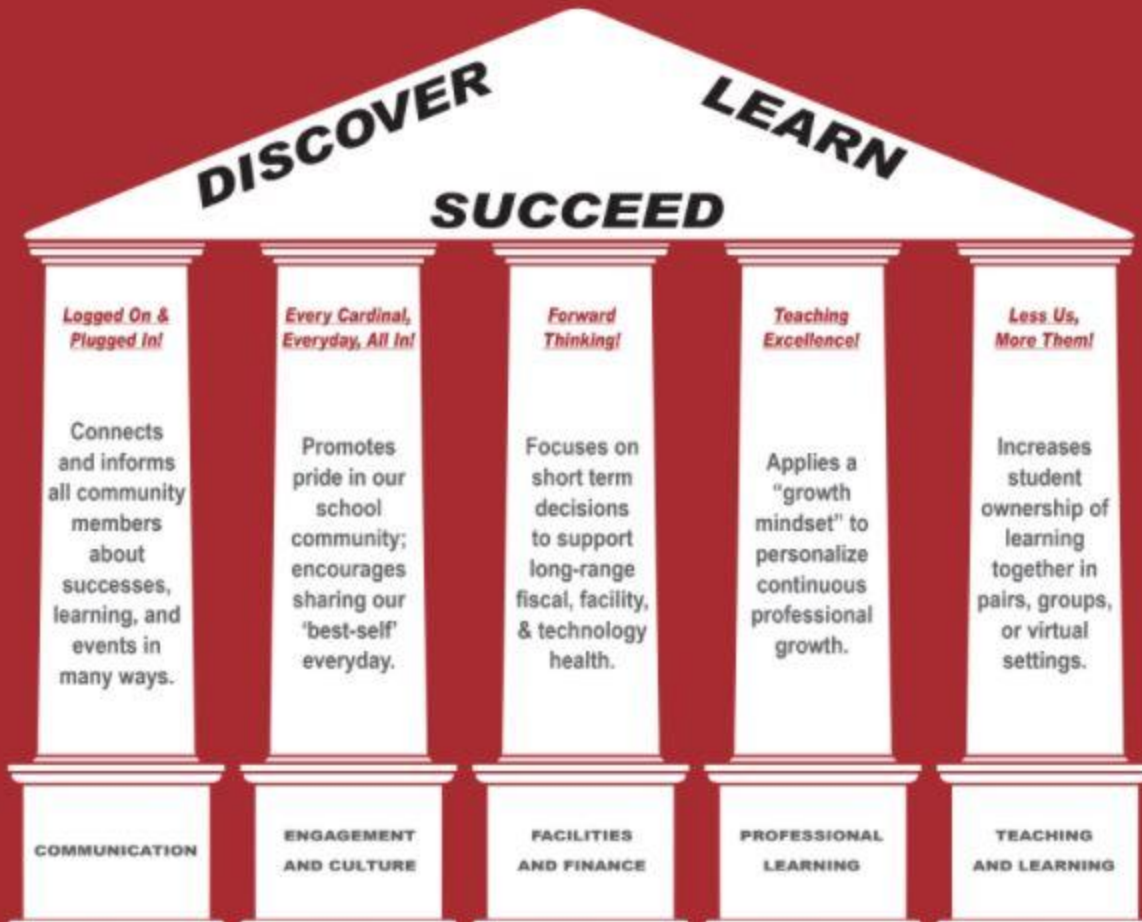 DISCOVER
LEARN
SUCCEED
Logged On &
Plugged In!
Connects
and informs
all community
members
about
successes,
learning, and
events in
many ways.
COMMUNICATION
Every Cardinal,
Everyday, All In!
Promotes
pride in our
school
community;
encourages
sharing our
‘best-self’
everyday.
ENGAGEMENT
AND CULTURE
Forward
Thinking!
Focuses on
short term
decisions
to support
long-range
fiscal, facility,
& technology
health.
FACILITIES
AND FINANCE
Teaching
Excellence!
Applies a
“growth
mindset” to
personalize
continuous
professional
growth.
PROFESSIONAL
LEARNING
Less Us,
More Them!
Increases
student
ownership of
learning
together in
pairs, groups,
or virtual
settings.
TEACHING
AND LEARNING